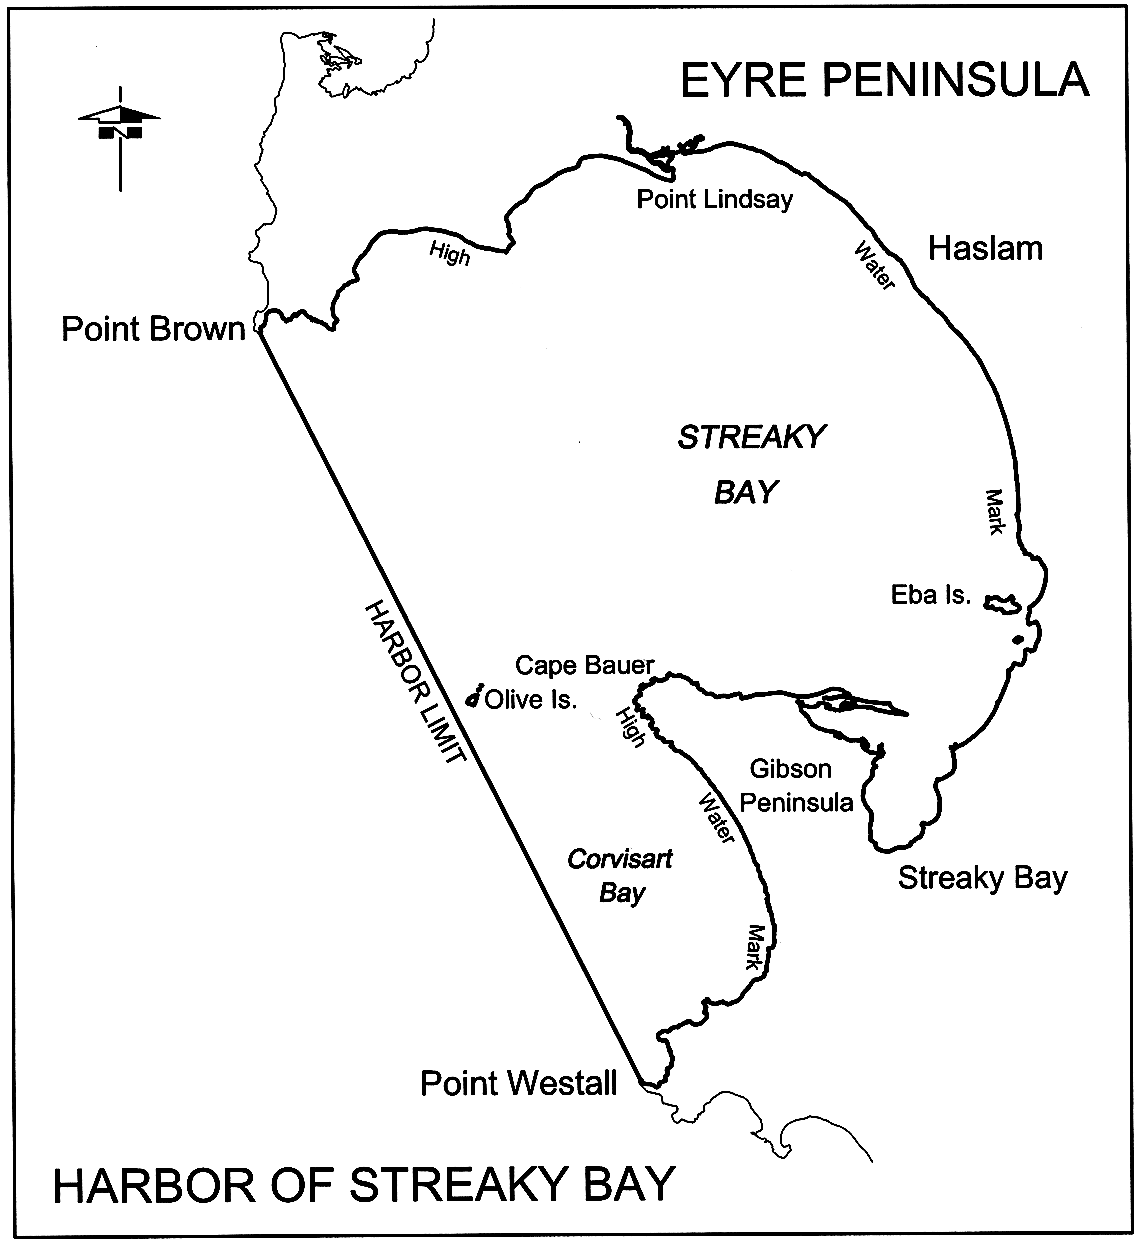 EYRE PENINSULA
N
Point Lindsay
High
Water
Haslam
Point Brown
STREAKY
BAY
Mark
Eba Is.
HARBOR LIMIT
Cape Bauer
Olive Is.
High
Gibson
Peninsula
Water
Corvisart
Bay
Streaky Bay
Mark
Point Westall
HARBOR OF STREAKY BAY